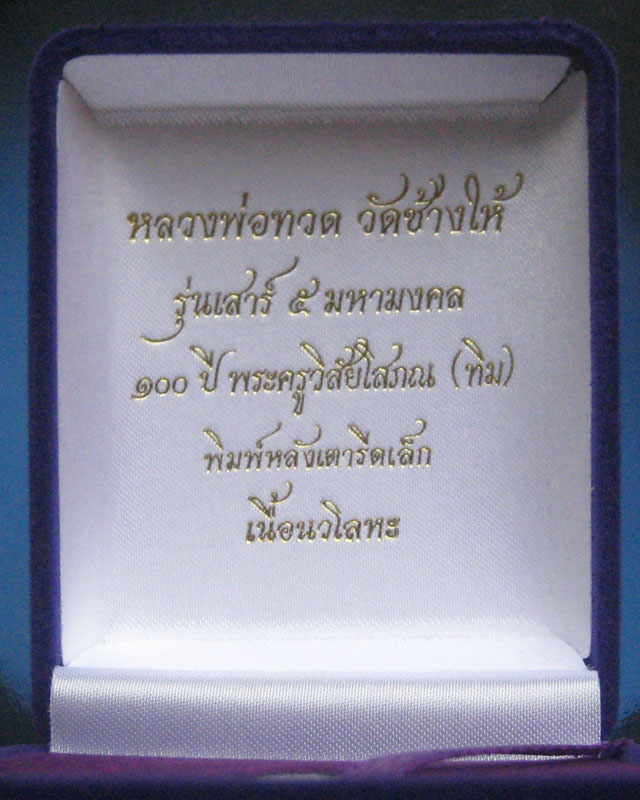 หลวงพ่อทวด วัดช้างให้
รุ่นเสาร์ ๕ มหามงคล
๑๐๐ ปี พระครูวิสัยโสภณ (ทิม)
พิมพ์หลังเตารีดเล็ก
เนื้อนวโลหะ